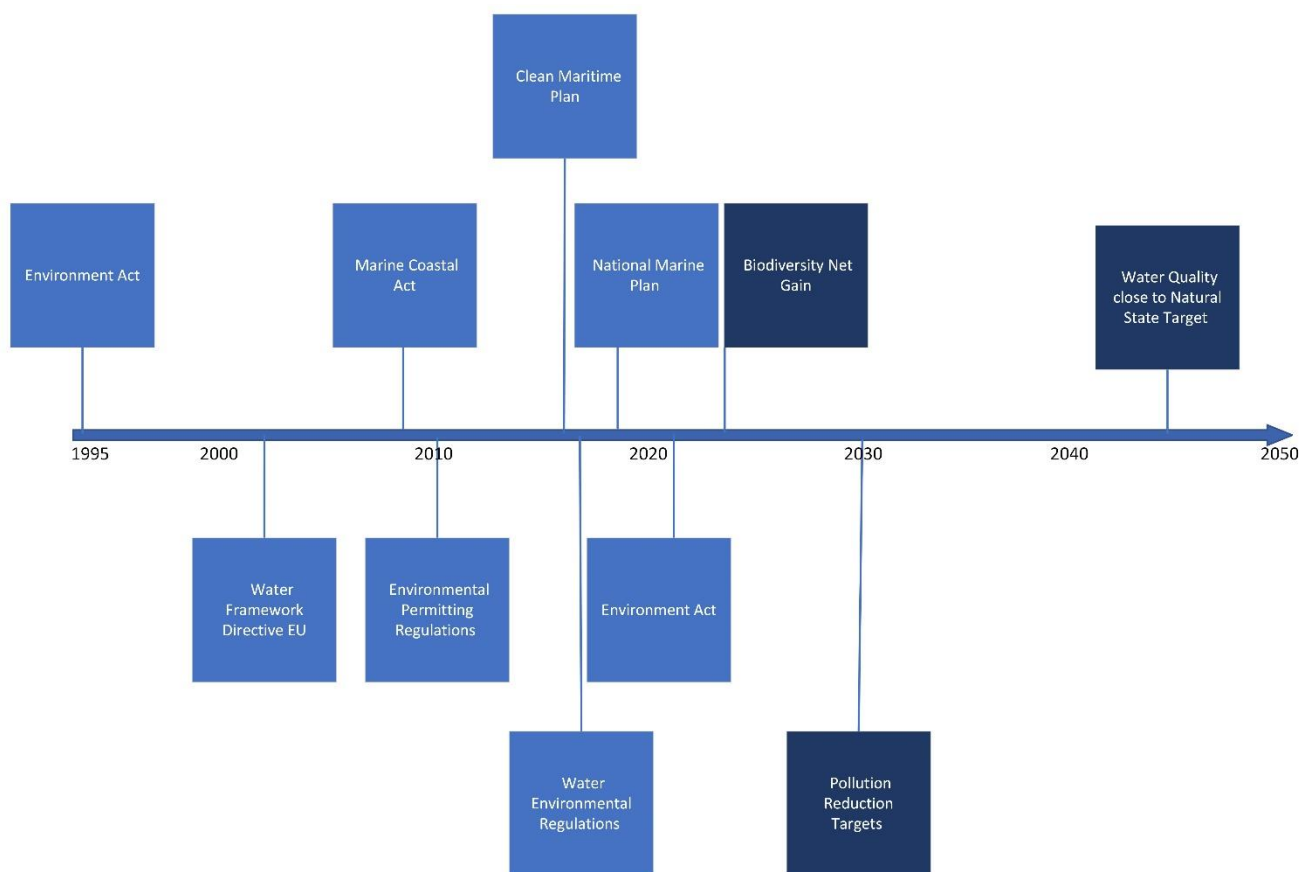 Clean Maritime
Plan
Environment Act
Marine Coastal
Act
National Marine
Plan
Biodiversity Net
Gain
Water Quality
close to Natural
State Target
1995
2000
2010
2020
2030
2040
2050
Water
Framework
Directive EU
Environmental
Permitting
Regulations
Environment Act
Water
Environmental
Regulations
Pollution
Reduction
Targets